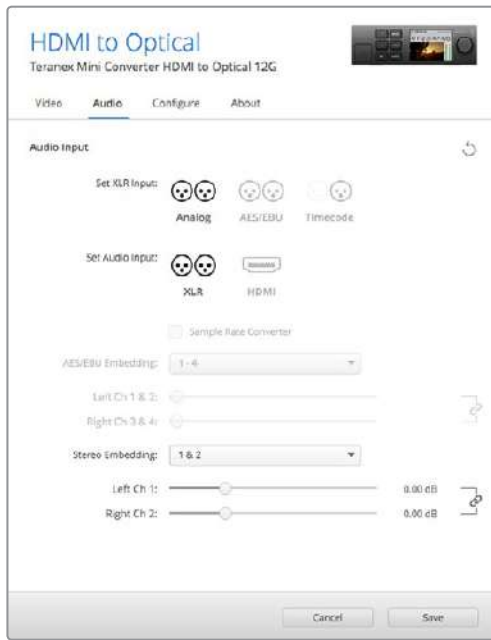 HDMI to Optical
Teranex Mini Converter HDMI to Optical 12G
Video Audio Configure About
Audio Input
Set XLR Input:
Analog AES/EBU Timecode
Set Audio Input:
XLR HDMI
Sample Rate Converter
AES/EBU Embedding: 1 - 4
Left Ch 1 & 2:
Right Ch 3 & 4:
Stereo Embedding: 1 & 2
Left Ch 1: 0.00 dB
Right Ch 2: 0.00 dB
Cancel Save